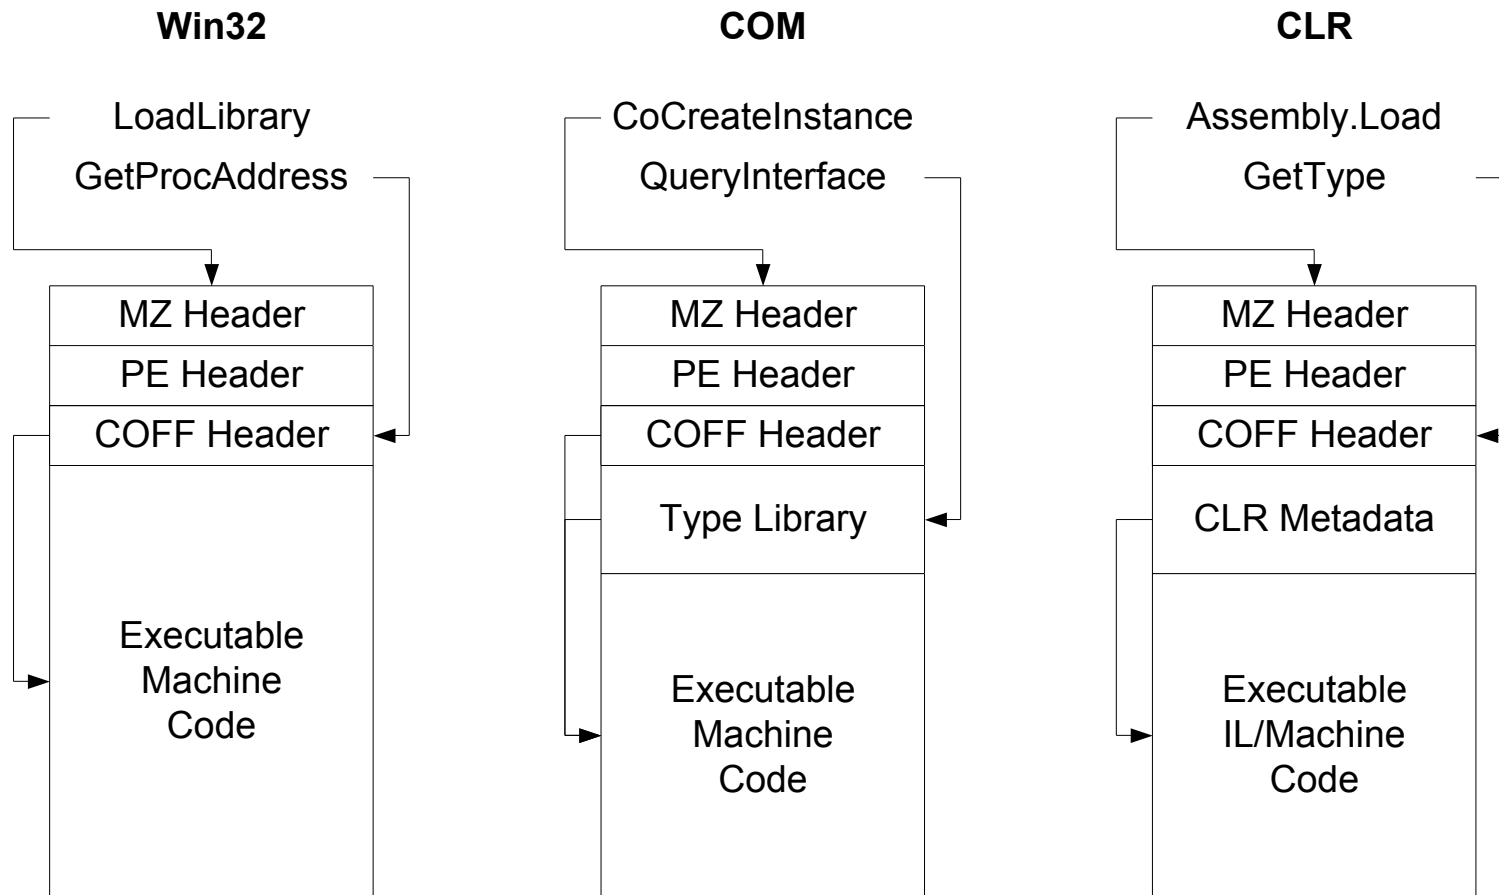 Win32
LoadLibrary
GetProcAddress
MZ Header
PE Header
COFF Header
Executable
Machine
Code
COM
CoCreateInstance
QueryInterface
MZ Header
PE Header
COFF Header
Type Library
Executable
Machine
Code
CLR
Assembly.Load
GetType
MZ Header
PE Header
COFF Header
CLR Metadata
Executable
IL/Machine
Code